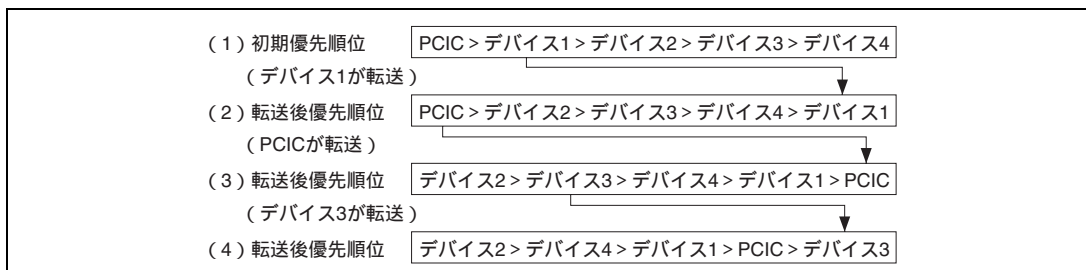 （1）初期優先順位 PCIC > デバイス1 > デバイス2 > デバイス3 > デバイス4
（デバイス1が転送）
（2）転送後優先順位 PCIC > デバイス2 > デバイス3 > デバイス4 > デバイス1
（PCICが転送）
（3）転送後優先順位 デバイス2 > デバイス3 > デバイス4 > デバイス1 > PCIC
（デバイス3が転送）
（4）転送後優先順位 デバイス2 > デバイス4 > デバイス1 > PCIC > デバイス3